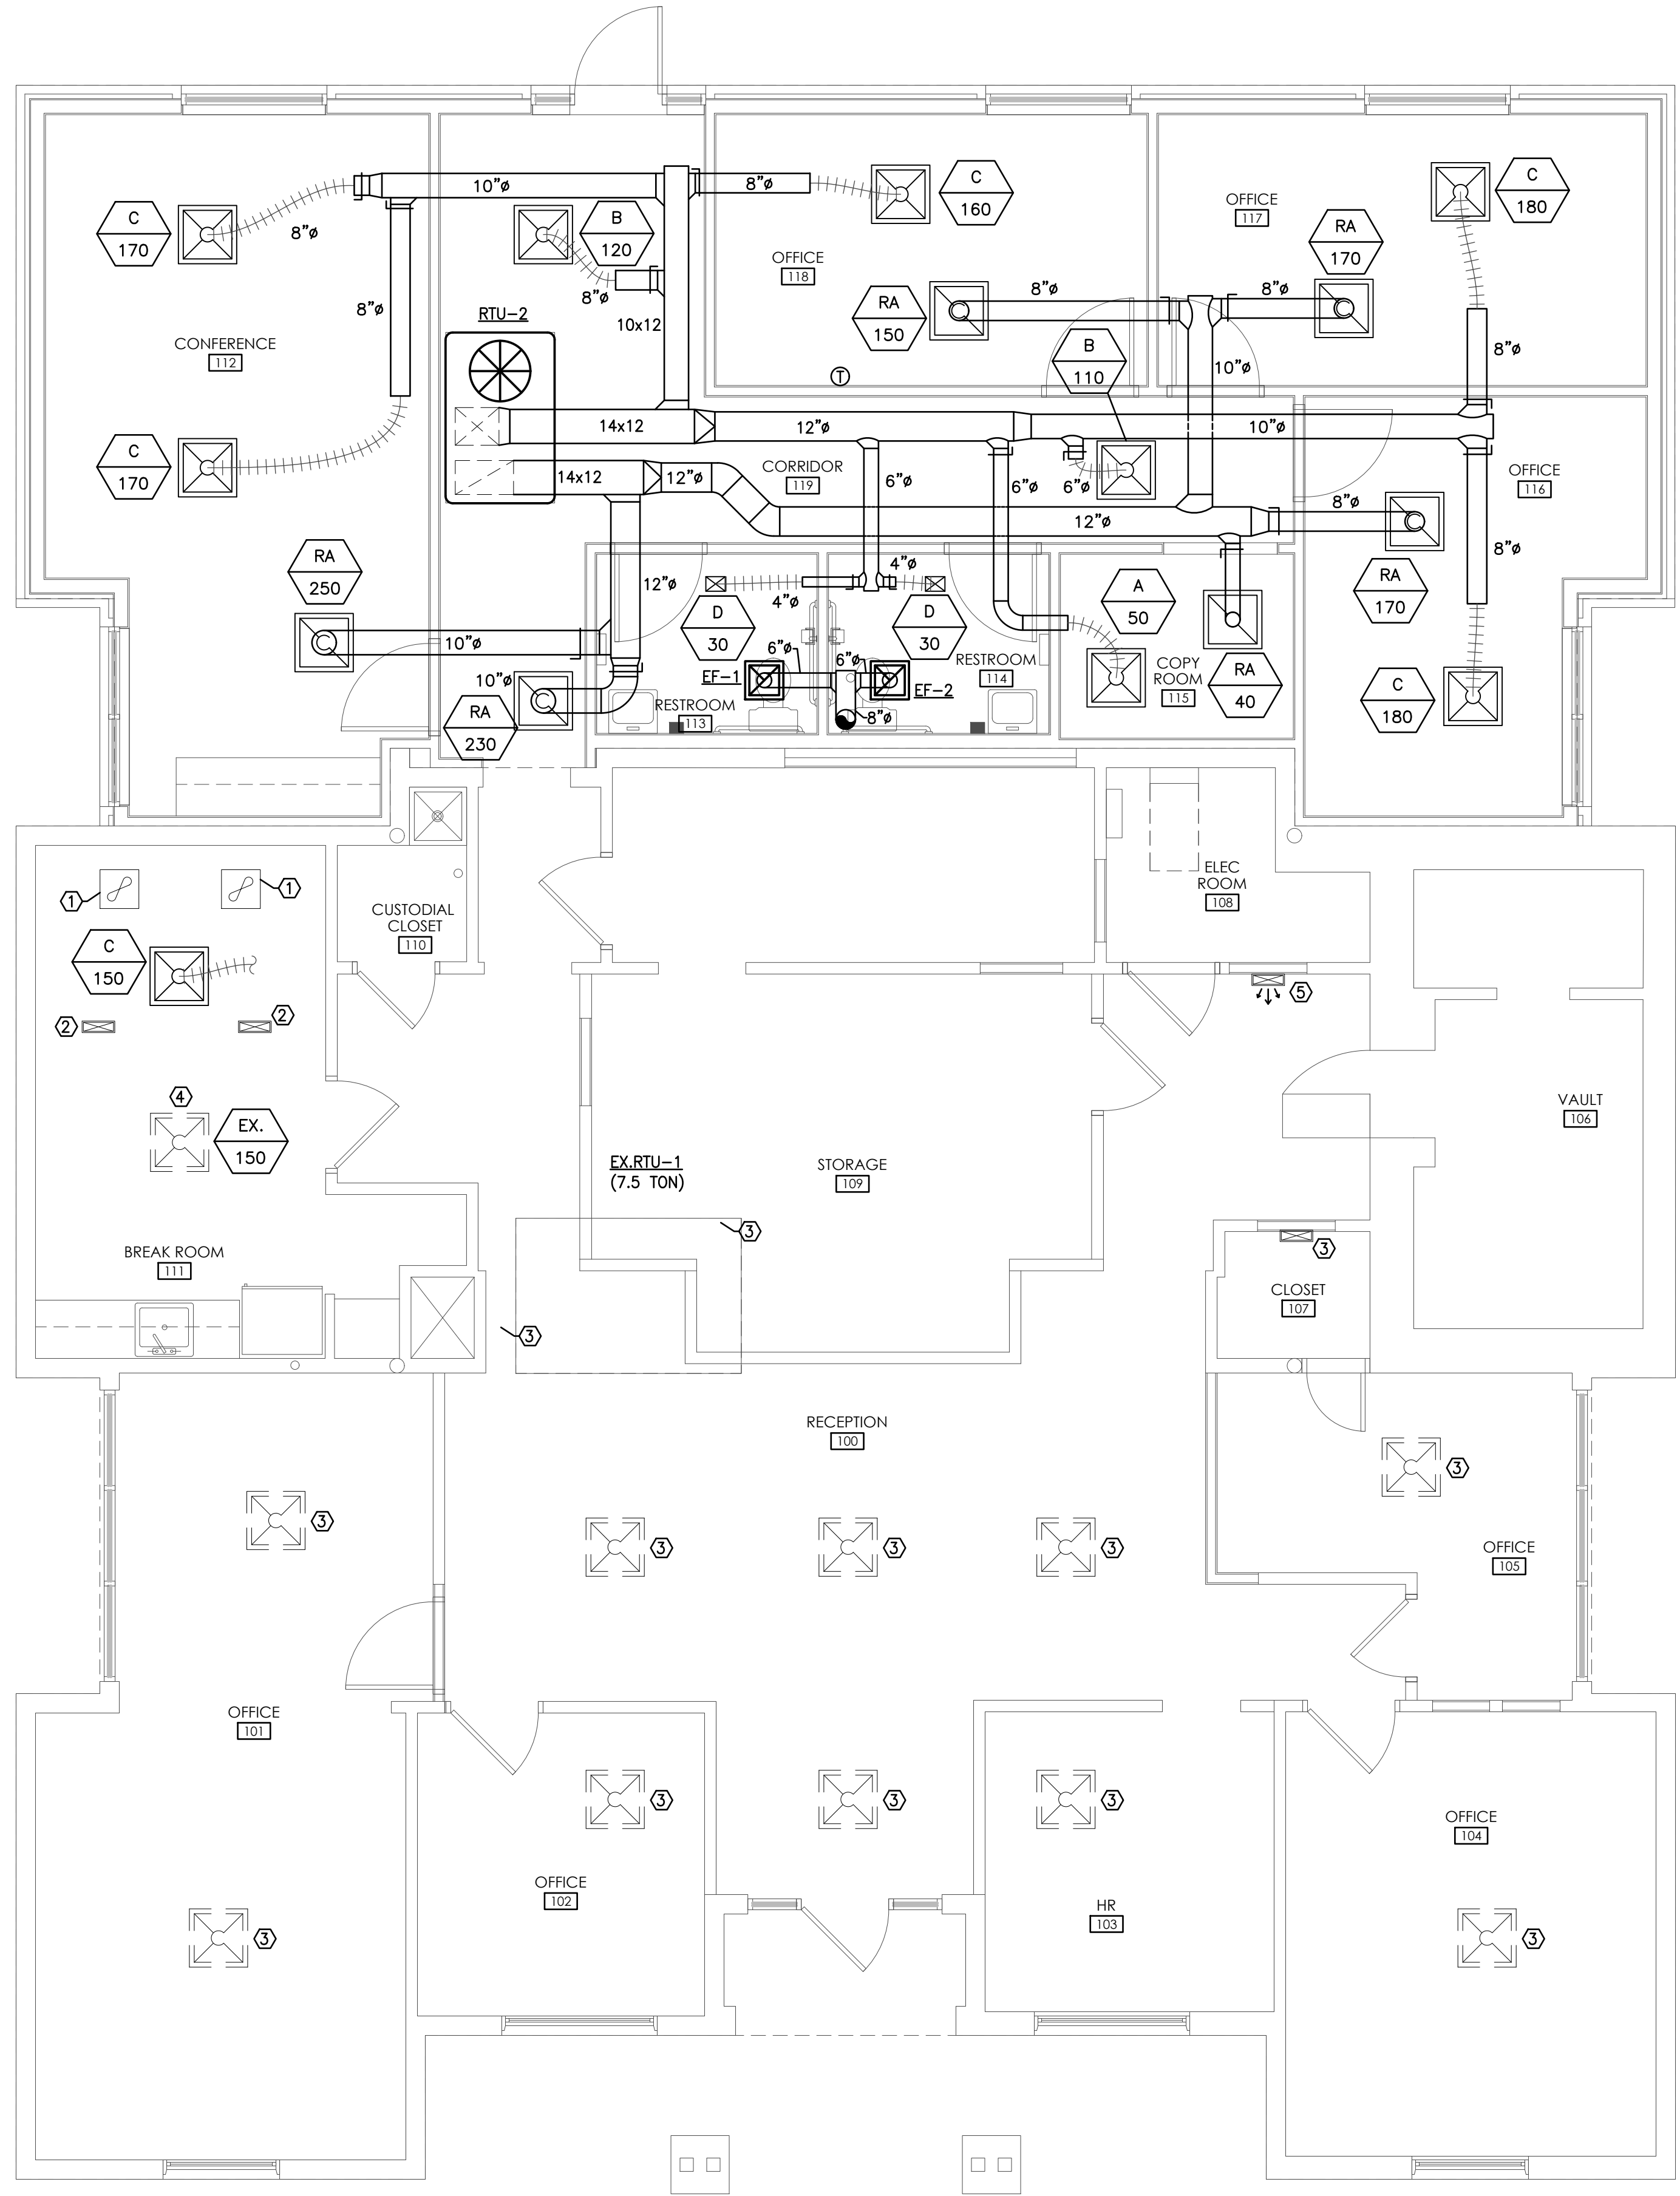 10"ø
8"ø
C
160
C
180
OFFICE
117
C
170
B
120
RA
170
8"ø
OFFICE
118
8"ø
8"ø
8"ø
8"ø
RTU-2
10x12
RA
150
CONFERENCE
112
B
110
8"ø
10"ø
T
14x12
12"ø
10"ø
C
170
14x12
12"ø
CORRIDOR
119
6"ø
6"ø
6"ø
OFFICE
116
8"ø
12"ø
8"ø
RA
250
12"ø
4"ø
4"ø
D
30
D
30
A
50
RA
170
10"ø
6"ø
6"ø
RESTROOM
114
COPY
ROOM
115
RA
40
C
180
10"ø
EF-1
EF-2
RESTROOM
113
8"ø
RA
230
1
1
ELEC
ROOM
108
CUSTODIAL
CLOSET
110
C
150
5
2
2
4
VAULT
106
EX.
150
EX.RTU-1
(7.5 TON)
STORAGE
109
3
3
BREAK ROOM
111
CLOSET
107
3
RECEPTION
100
3
3
3
3
3
OFFICE
105
OFFICE
101
3
3
3
OFFICE
104
OFFICE
102
HR
103
3
3